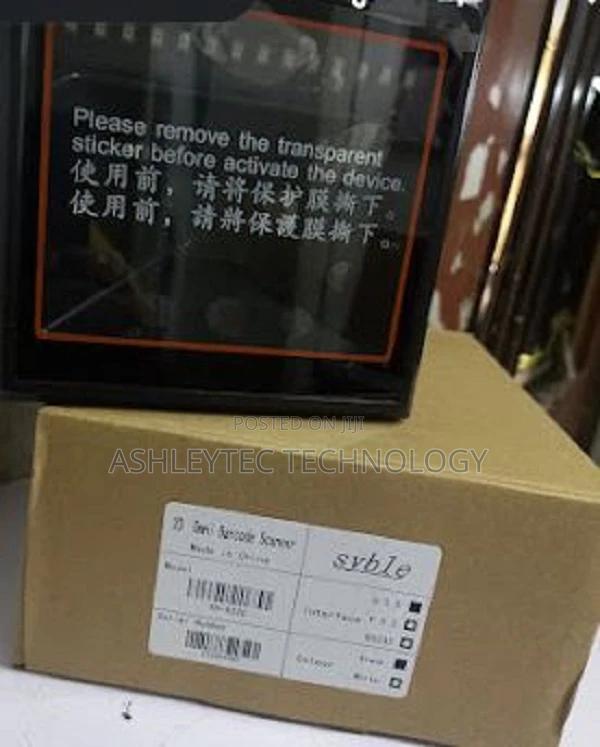 Please remove the transparent
sticker before activate the device.
使用前，请将保护膜撕下。
使用前，請將保護膜撕下。
POSTED ON JIJI
ASHLEYTEC TECHNOLOGY
Omni Barcode Scanner
Made in China
syble
Model
USB
Interface
RS232
Serial Number
Colour
Black
White